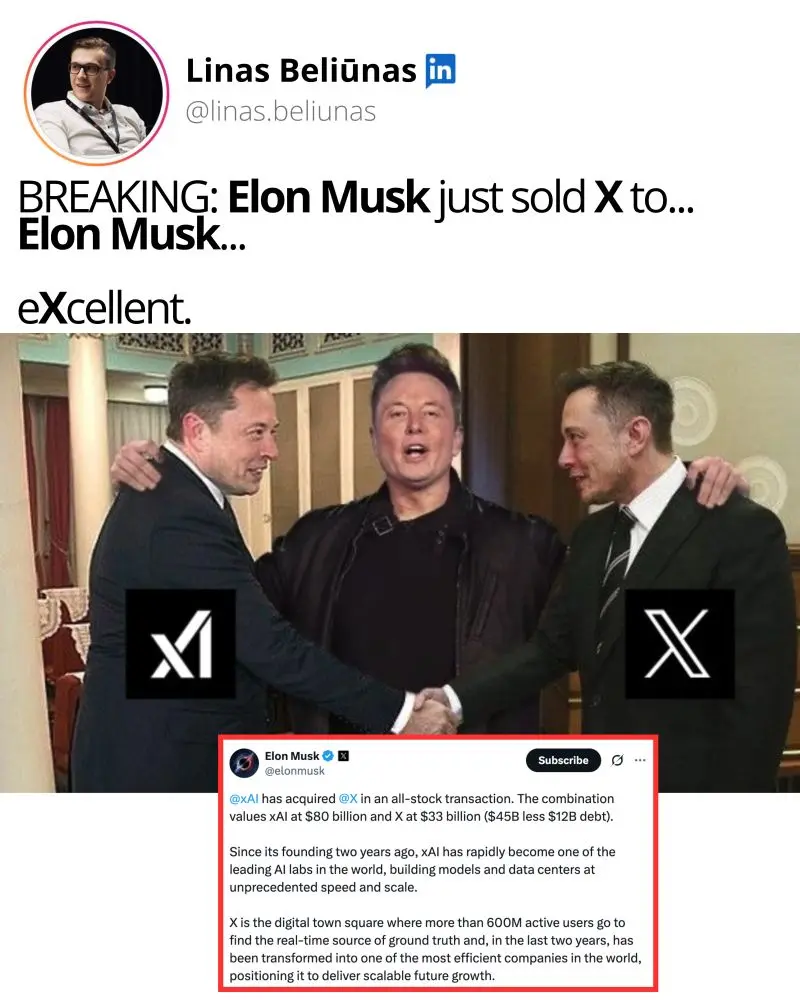 Linas Beliūnas in
@linas.beliunas
BREAKING: Elon Musk just sold X to...
Elon Musk...
eXcellent.
xAI
X
Elon Musk X
@elonmusk
Subscribe
@xAI has acquired @X in an all-stock transaction. The combination
values xAI at $80 billion and X at $33 billion ($45B less $12B debt).
Since its founding two years ago, xAI has rapidly become one of the
leading AI labs in the world, building models and data centers at
unprecedented speed and scale.
X is the digital town square where more than 600M active users go to
find the real-time source of ground truth and, in the last two years, has
been transformed into one of the most efficient companies in the world,
positioning it to deliver scalable future growth.